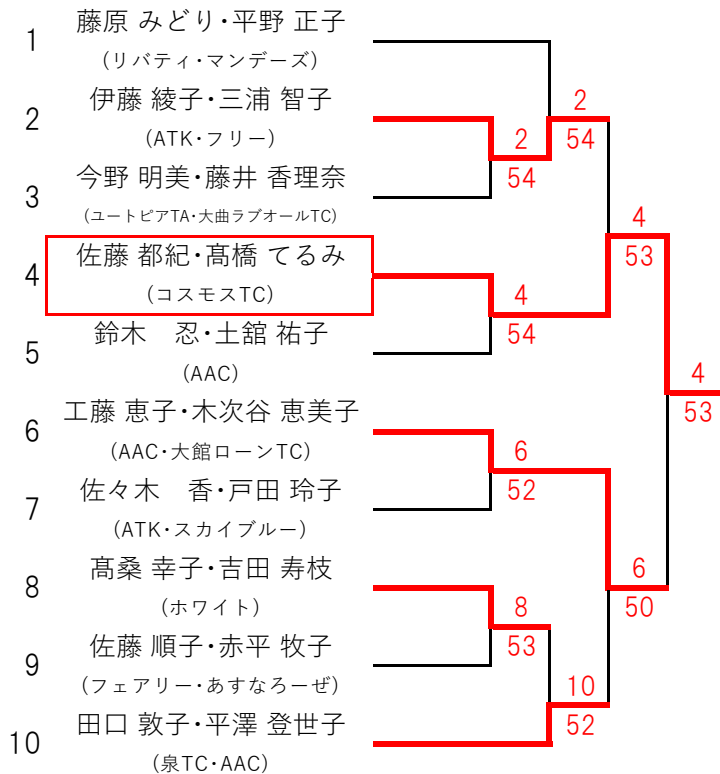 1
藤原 みどり・平野 正子
(リバティ・マンデーズ)
2
伊藤 綾子・三浦 智子
(ATK・フリー)
3
今野 明美・藤井 香理奈
(ユートピアTA・大曲ラブオールTC)
4
佐藤 都紀・髙橋 てるみ
(コスモスTC)
5
鈴木　忍・土舘 祐子
(AAC)
6
工藤 恵子・木次谷 恵美子
(AAC・大館ローンTC)
7
佐々木　香・戸田 玲子
(ATK・スカイブルー)
8
髙桑 幸子・吉田 寿枝
(ホワイト)
9
佐藤 順子・赤平 牧子
(フェアリー・あすなろーぜ)
10
田口 敦子・平澤 登世子
(泉TC・AAC)
2
54
4
54
6
52
8
53
2
54
10
52
4
53
6
50
4
53